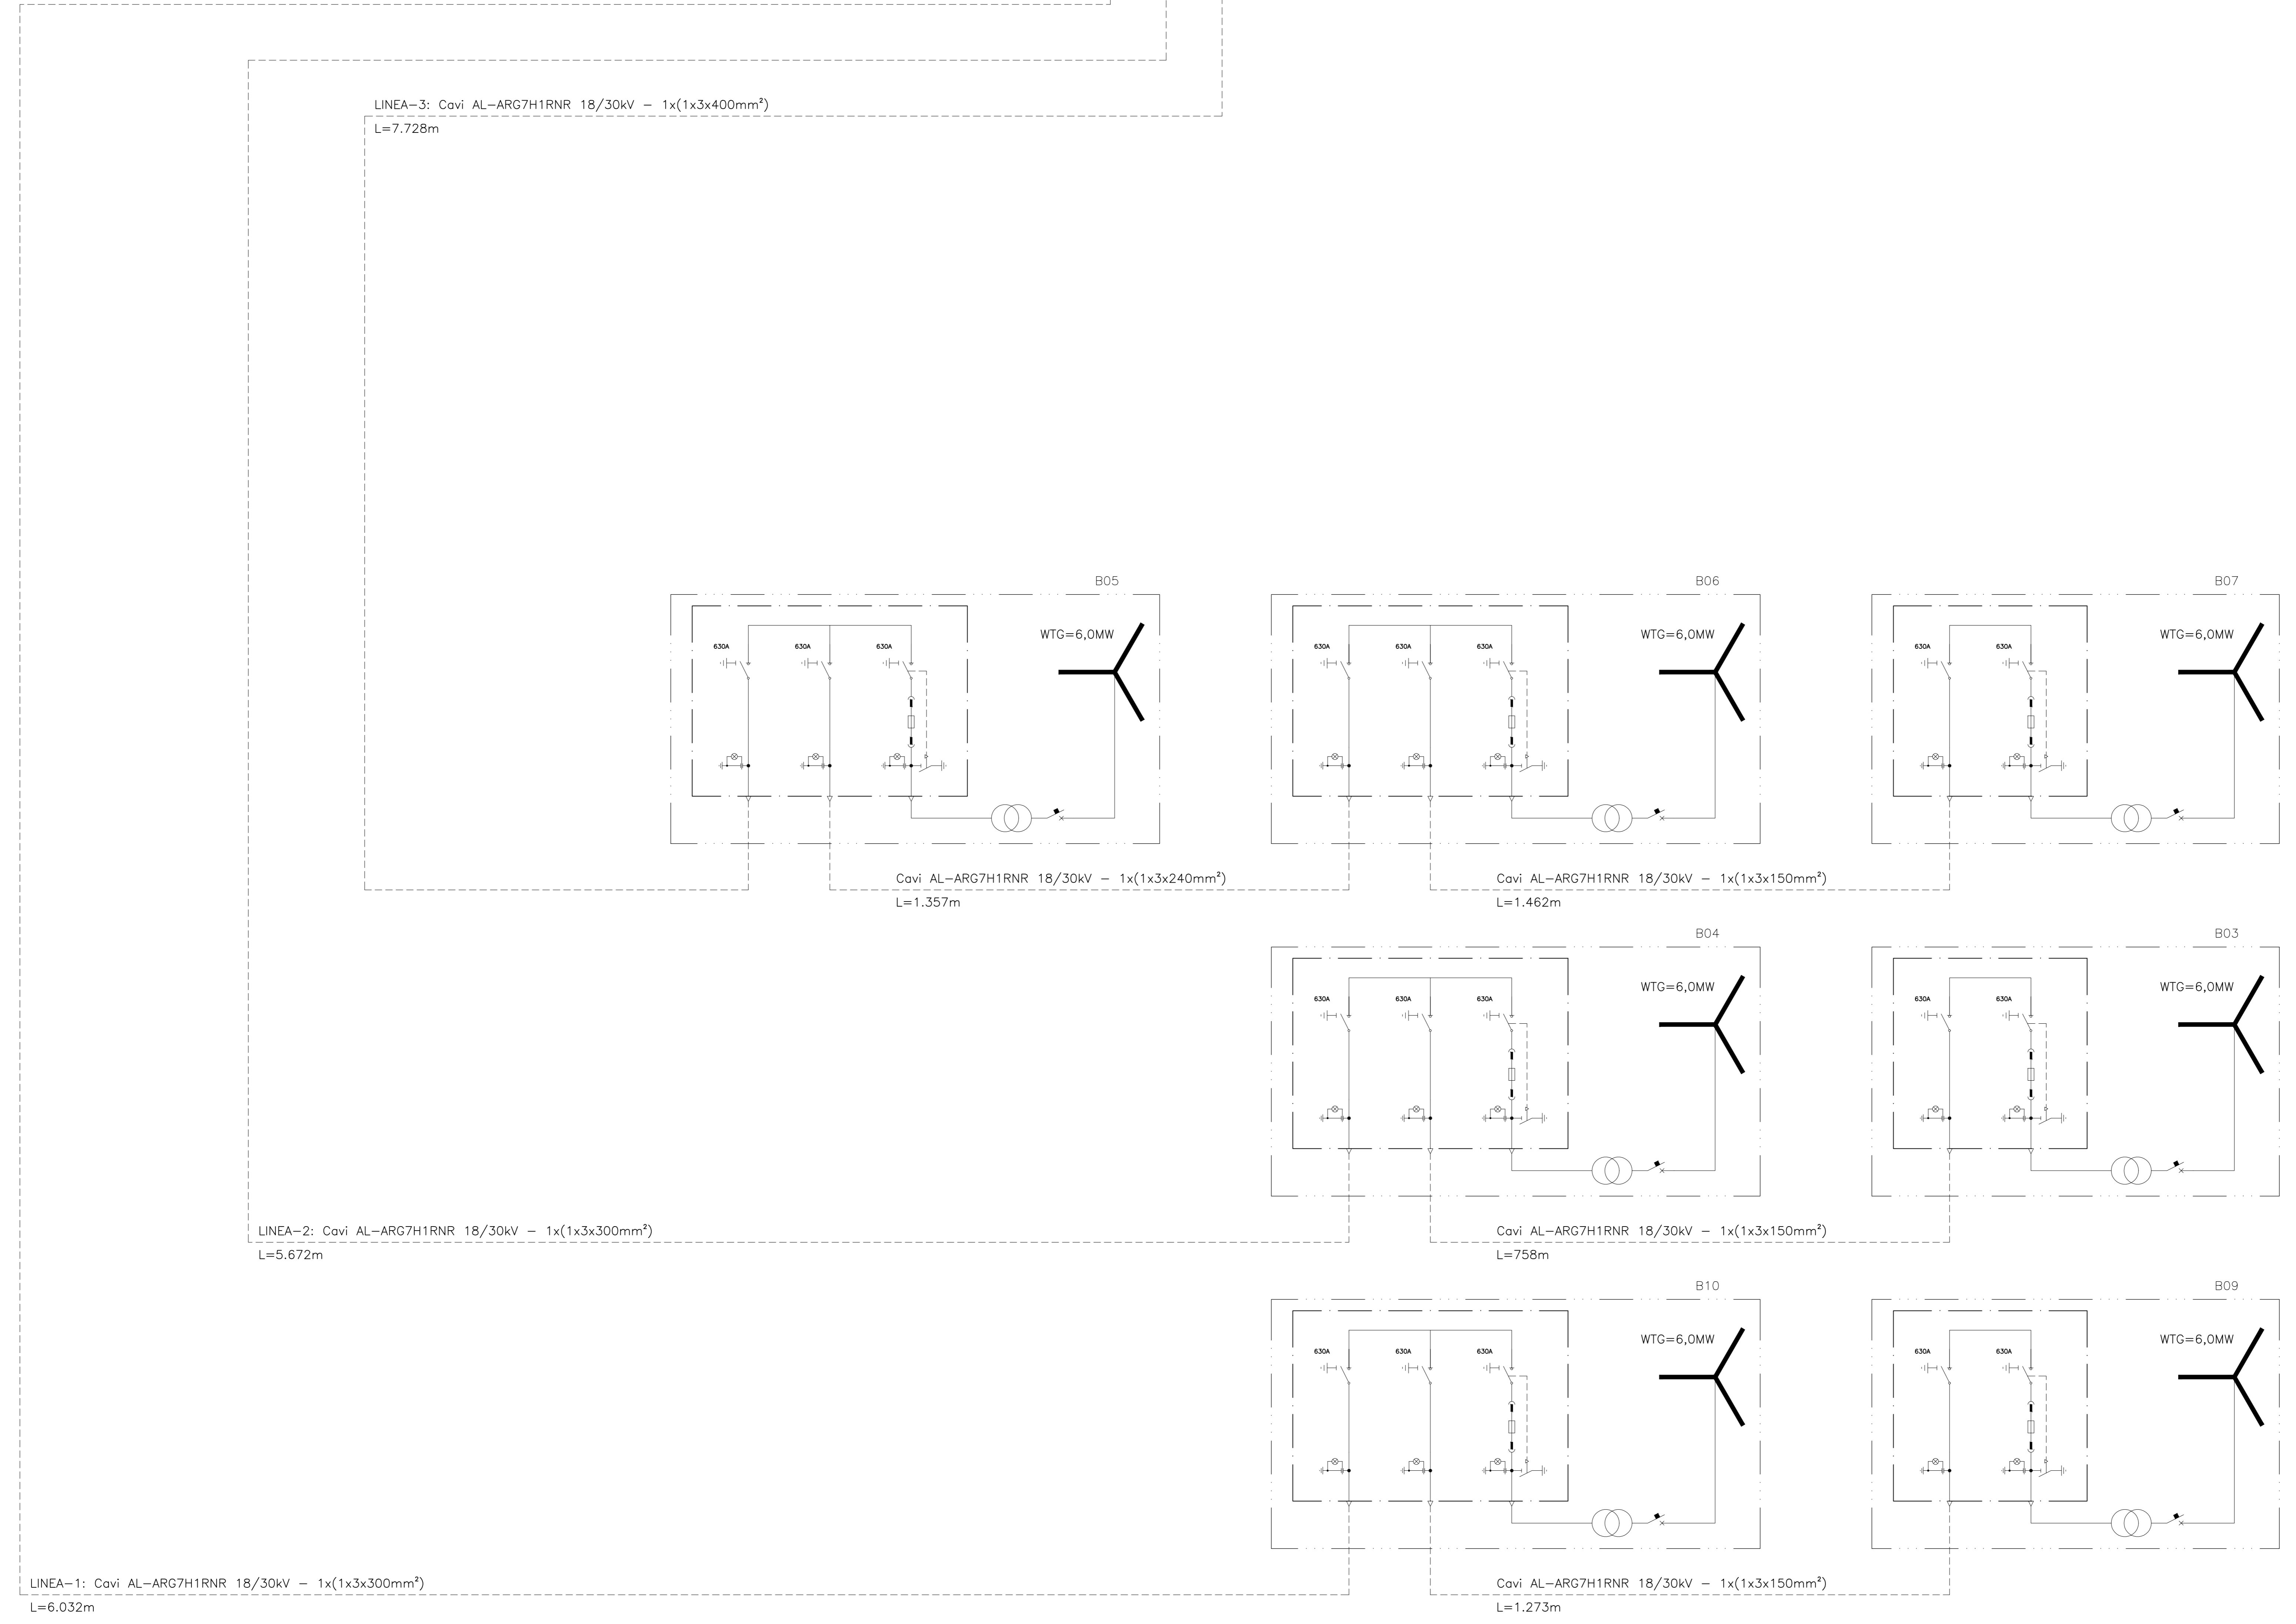 LINEA-3: Cavi AL-ARG7H1RNR 18/30kV - 1x(1x3x400mm²)
L=7.728m
B05
WTG=6,0MW
630A 630A 630A
B06
WTG=6,0MW
630A 630A 630A
B07
WTG=6,0MW
630A 630A
Cavi AL-ARG7H1RNR 18/30kV - 1x(1x3x240mm²)
L=1.357m
Cavi AL-ARG7H1RNR 18/30kV - 1x(1x3x150mm²)
L=1.462m
B04
WTG=6,0MW
630A 630A 630A
B03
WTG=6,0MW
630A 630A
LINEA-2: Cavi AL-ARG7H1RNR 18/30kV - 1x(1x3x300mm²)
L=5.672m
Cavi AL-ARG7H1RNR 18/30kV - 1x(1x3x150mm²)
L=758m
B10
WTG=6,0MW
630A 630A 630A
B09
WTG=6,0MW
630A 630A
LINEA-1: Cavi AL-ARG7H1RNR 18/30kV - 1x(1x3x300mm²)
L=6.032m
Cavi AL-ARG7H1RNR 18/30kV - 1x(1x3x150mm²)
L=1.273m